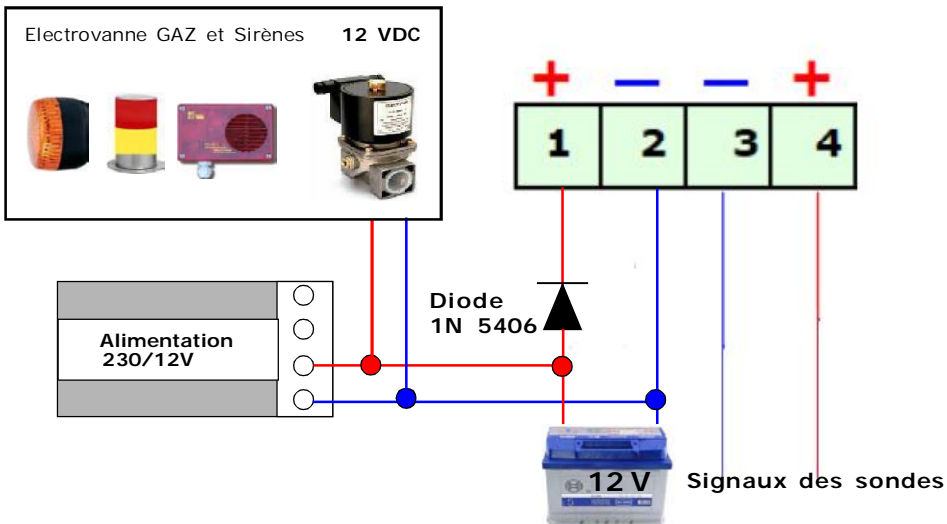 Electrovanne GAZ et Sirènes 12 VDC
+ — — +
1 2 3 4
Diode
1N 5406
Alimentation
230/12V
12 V
Signaux des sondes